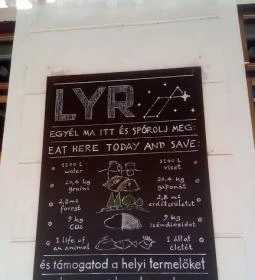 LYR
EGYÉL MA ITT ÉS SPÓROLJ MEG:
EAT HERE TODAY AND SAVE:
1100 L water
1100 L vizet
20,4 kg grains
20,4 kg gabonát
2,8 m² forest
2,8 m² erdőterületet
9 kg CO2
9 kg széndioxidot
1 life of an animal
1 állat életét
és támogatod a helyi termelőket